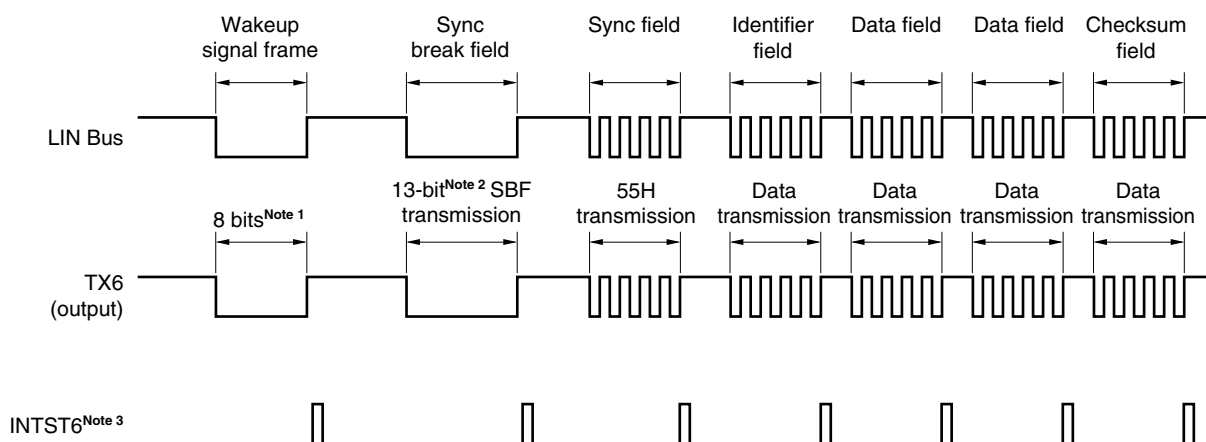 Wakeup
signal frame
Sync
break field
Sync field
Identifier
field
Data field
Data field
Checksum
field
LIN Bus
8 bitsNote 1
13-bitNote 2 SBF
transmission
55H
transmission
Data
transmission
Data
transmission
Data
transmission
Data
transmission
TX6
(output)
INTST6Note 3